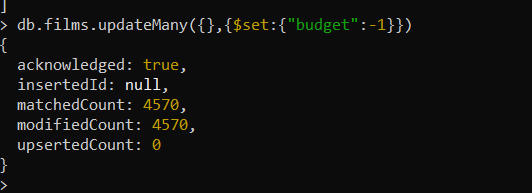 ]
> db.films.updateMany({},{$set:{"budget":-1}})
{
  acknowledged: true,
  insertedId: null,
  matchedCount: 4570,
  modifiedCount: 4570,
  upsertedCount: 0
}
>